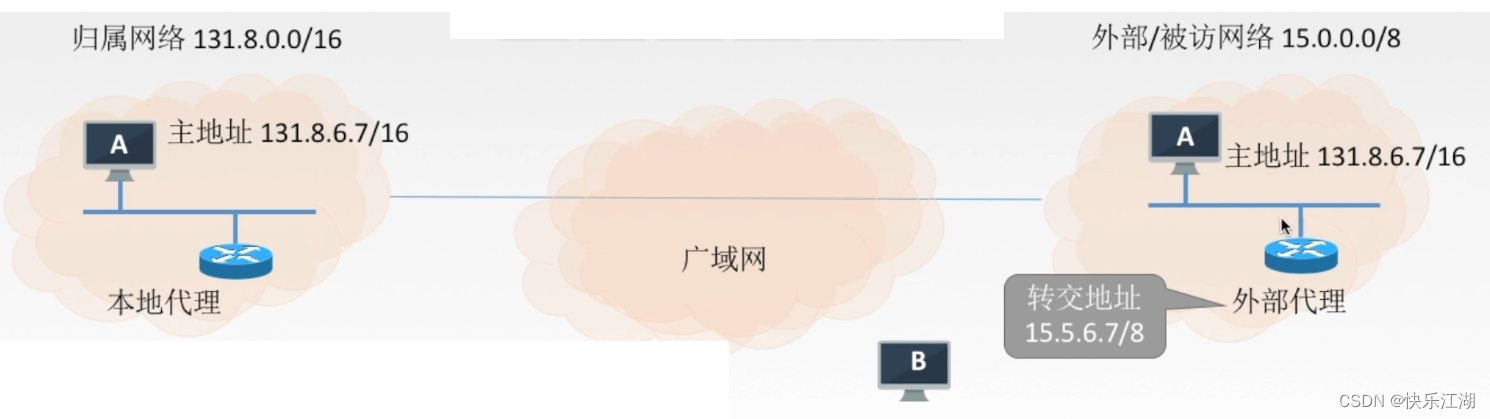 归属网络 131.8.0.0/16
外部/被访网络 15.0.0.0/8
A
主地址 131.8.6.7/16
A
主地址 131.8.6.7/16
广域网
本地代理
转交地址
15.5.6.7/8
外部代理
B
CSDN @快乐江湖